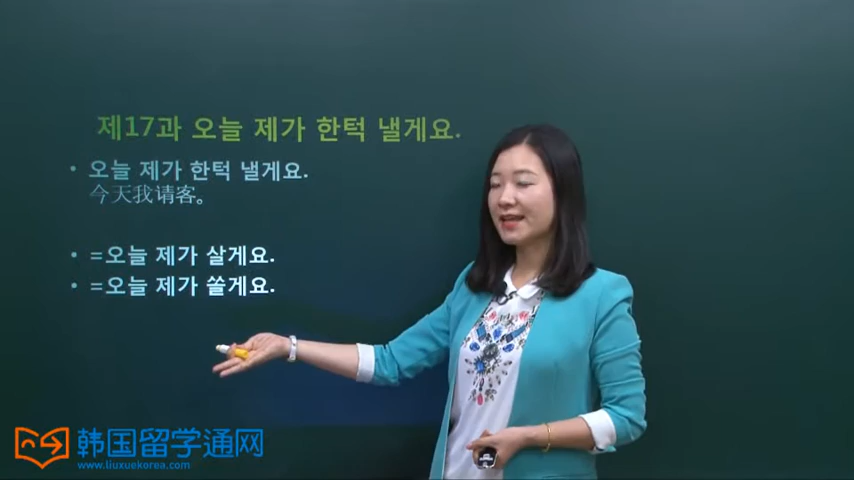 제17과 오늘 제가 한턱 낼게요.
• 오늘 제가 한턱 낼게요.
今天我请客。
• =오늘 제가 살게요.
• =오늘 제가 쏠게요.
韩国留学通网
www.liuxuekorea.com